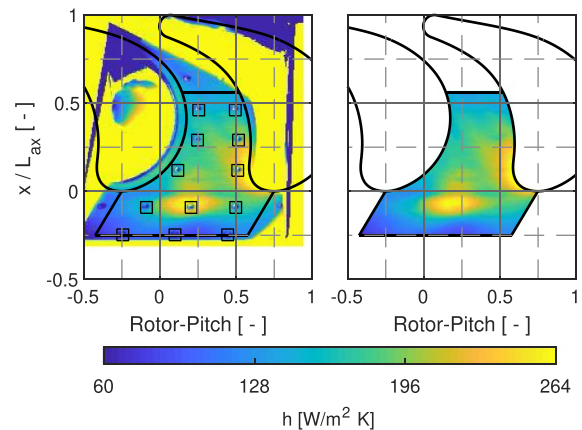 1
0.5
0
-0.5
x / L_ax [ - ]
-0.5 0 0.5 1
-0.5 0 0.5 1
Rotor-Pitch [ - ] Rotor-Pitch [ - ]
60 128 196 264
h [W/m² K]